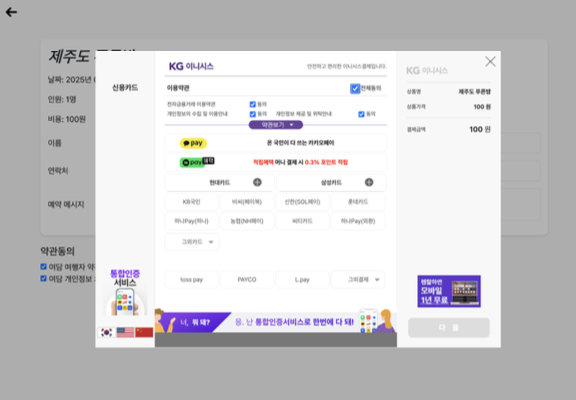 제주도 푸른밤
날짜: 2025년
인원: 1명
비용: 100원
이름
연락처
예약 메시지
약관동의
여담 여행자 약
여담 개인정보
신용카드
통합인증
서비스
KG 이니시스
안전하고 편리한 이니시스결제입니다.
이용약관
전체동의
전자금융거래 이용약관
동의
개인정보의 수집 및 이용안내
동의
개인정보 제공 및 위탁안내
동의
약관보기
pay
온 국민이 다 쓰는 카카오페이
pay
적립혜택 머니 결제 시 0.3% 포인트 적립
현대카드
삼성카드
KB국민
비씨(페이북)
신한(SOL페이)
롯데카드
하나Pay(하나)
농협(NH페이)
씨티카드
하나Pay(외환)
그외카드
toss pay
PAYCO
L.pay
그외결제
너, 뭐 돼?
응. 난 통합인증서비스로 한번에 다 돼!
KG 이니시스
상품명
제주도 푸른밤
상품가격
100 원
결제금액
100 원
렌탈하면
모바일
1년 무료
다 음